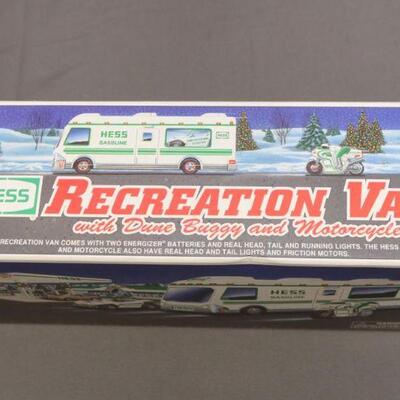 HESS
GASOLINE
HESS
RECREATION VA
with Dune Buggy and Motorcycle
RECREATION VAN COMES WITH TWO ENERGIZER® BATTERIES AND REAL HEAD, TAIL AND RUNNING LIGHTS. THE HESS
AND MOTORCYCLE ALSO HAVE REAL HEAD AND TAIL LIGHTS AND FRICTION MOTORS.
HESS
GASOLINE